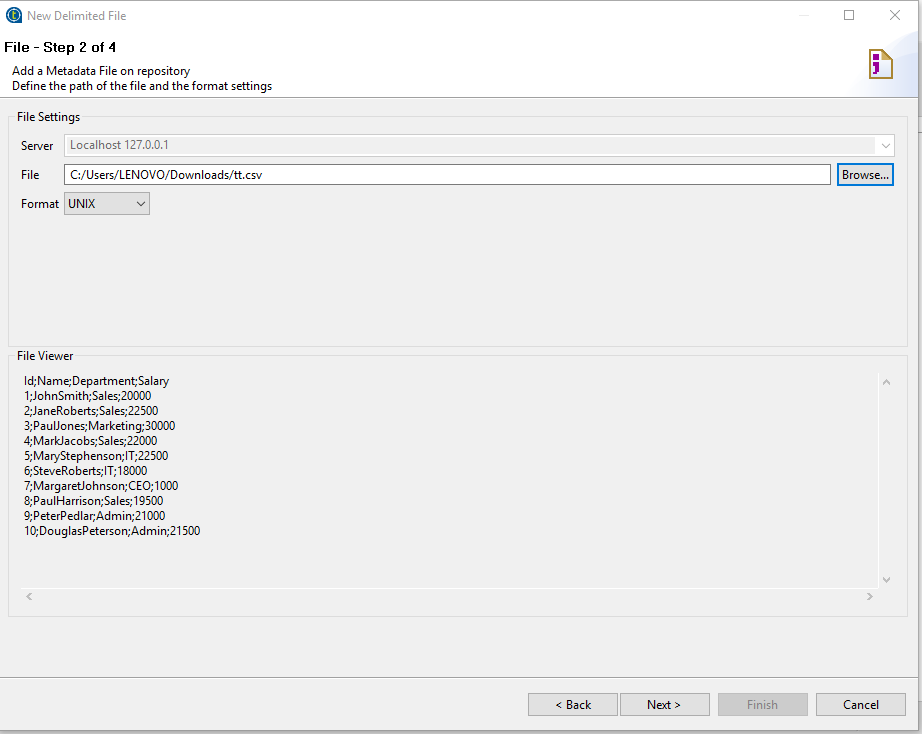 New Delimited File
File - Step 2 of 4
Add a Metadata File on repository
Define the path of the file and the format settings
File Settings
Server Localhost 127.0.0.1
File C:/Users/LENOVO/Downloads/tt.csv Browse...
Format UNIX
File Viewer
Id;Name;Department;Salary
1;JohnSmith;Sales;20000
2;JaneRoberts;Sales;22500
3;PaulJones;Marketing;30000
4;MarkJacobs;Sales;22000
5;MaryStephenson;IT;22500
6;SteveRoberts;IT;18000
7;MargaretJohnson;CEO;1000
8;PaulHarrison;Sales;19500
9;PeterPedlar;Admin;21000
10;DouglasPeterson;Admin;21500
< Back Next > Finish Cancel